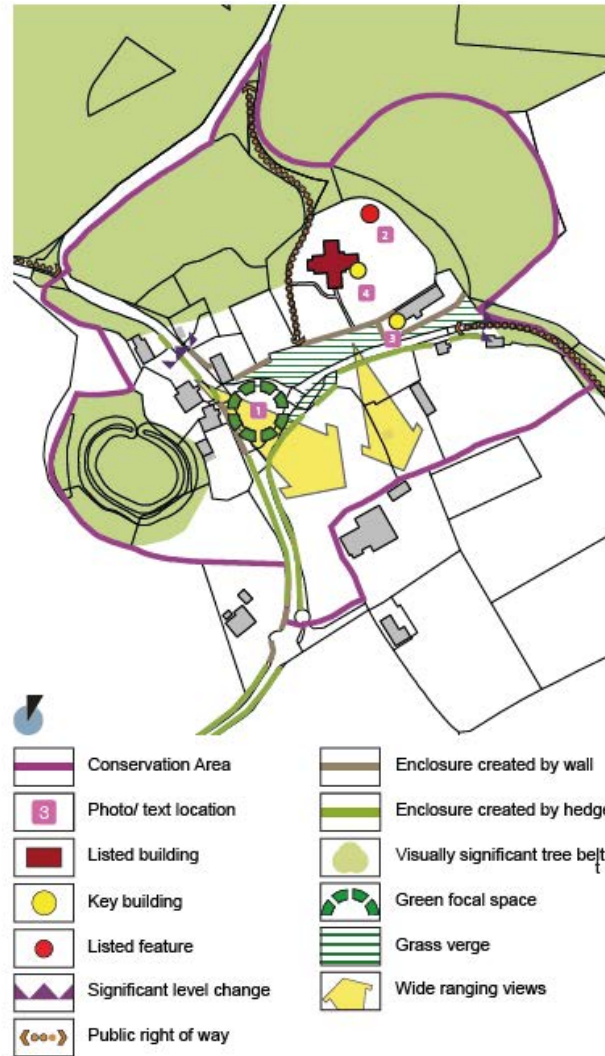 2
4
3
1
Conservation Area
3 Photo/ text location
Listed building
Key building
Listed feature
Significant level change
Public right of way
Enclosure created by wall
Enclosure created by hedge
Visually significant tree belt
t
Green focal space
Grass verge
Wide ranging views